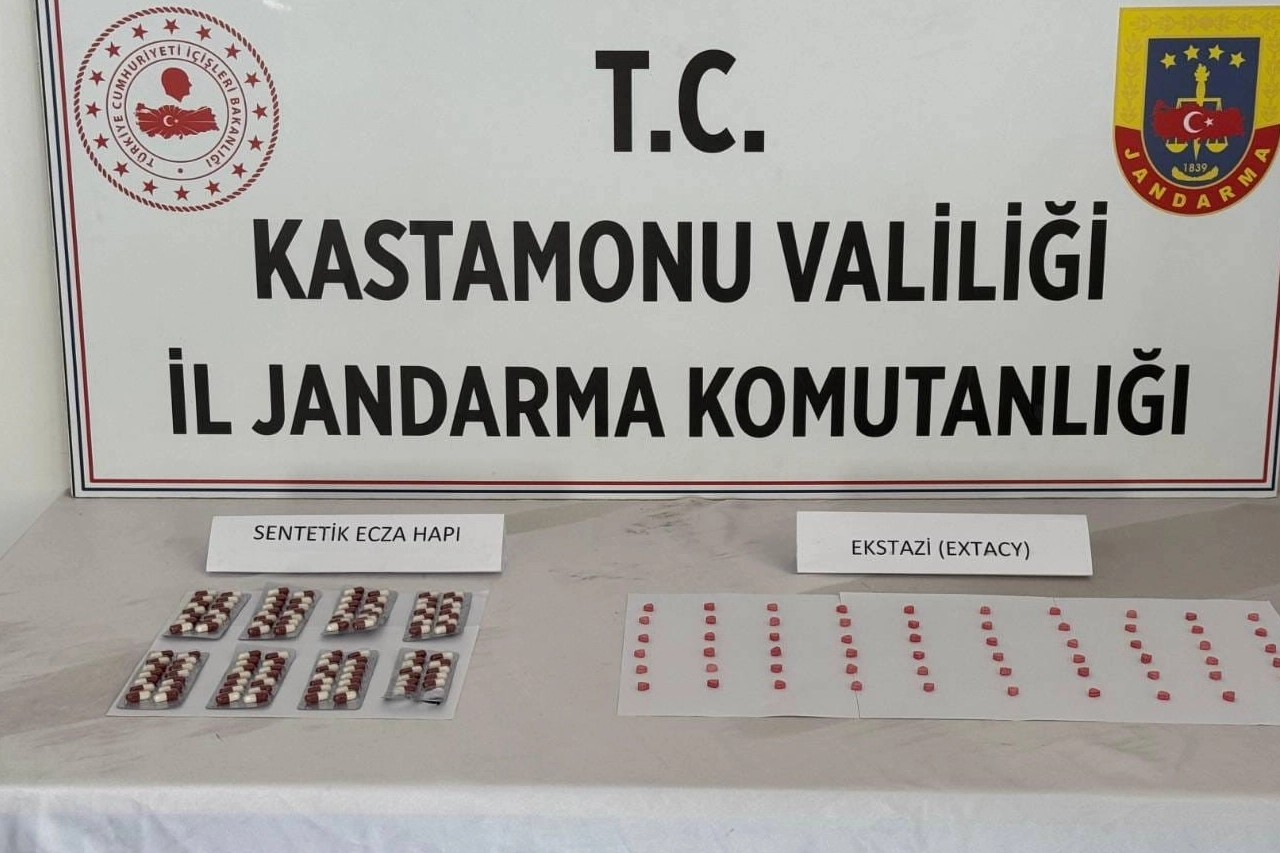 TÜRKİYE CUMHURİYETİ İÇİŞLERİ BAKANLIĞI
T.C.
KASTAMONU VALİLİĞİ
İL JANDARMA KOMUTANLIĞI
1839
JANDARMA
SENTETİK ECZA HAPI
EKSTAZİ (EXTACY)